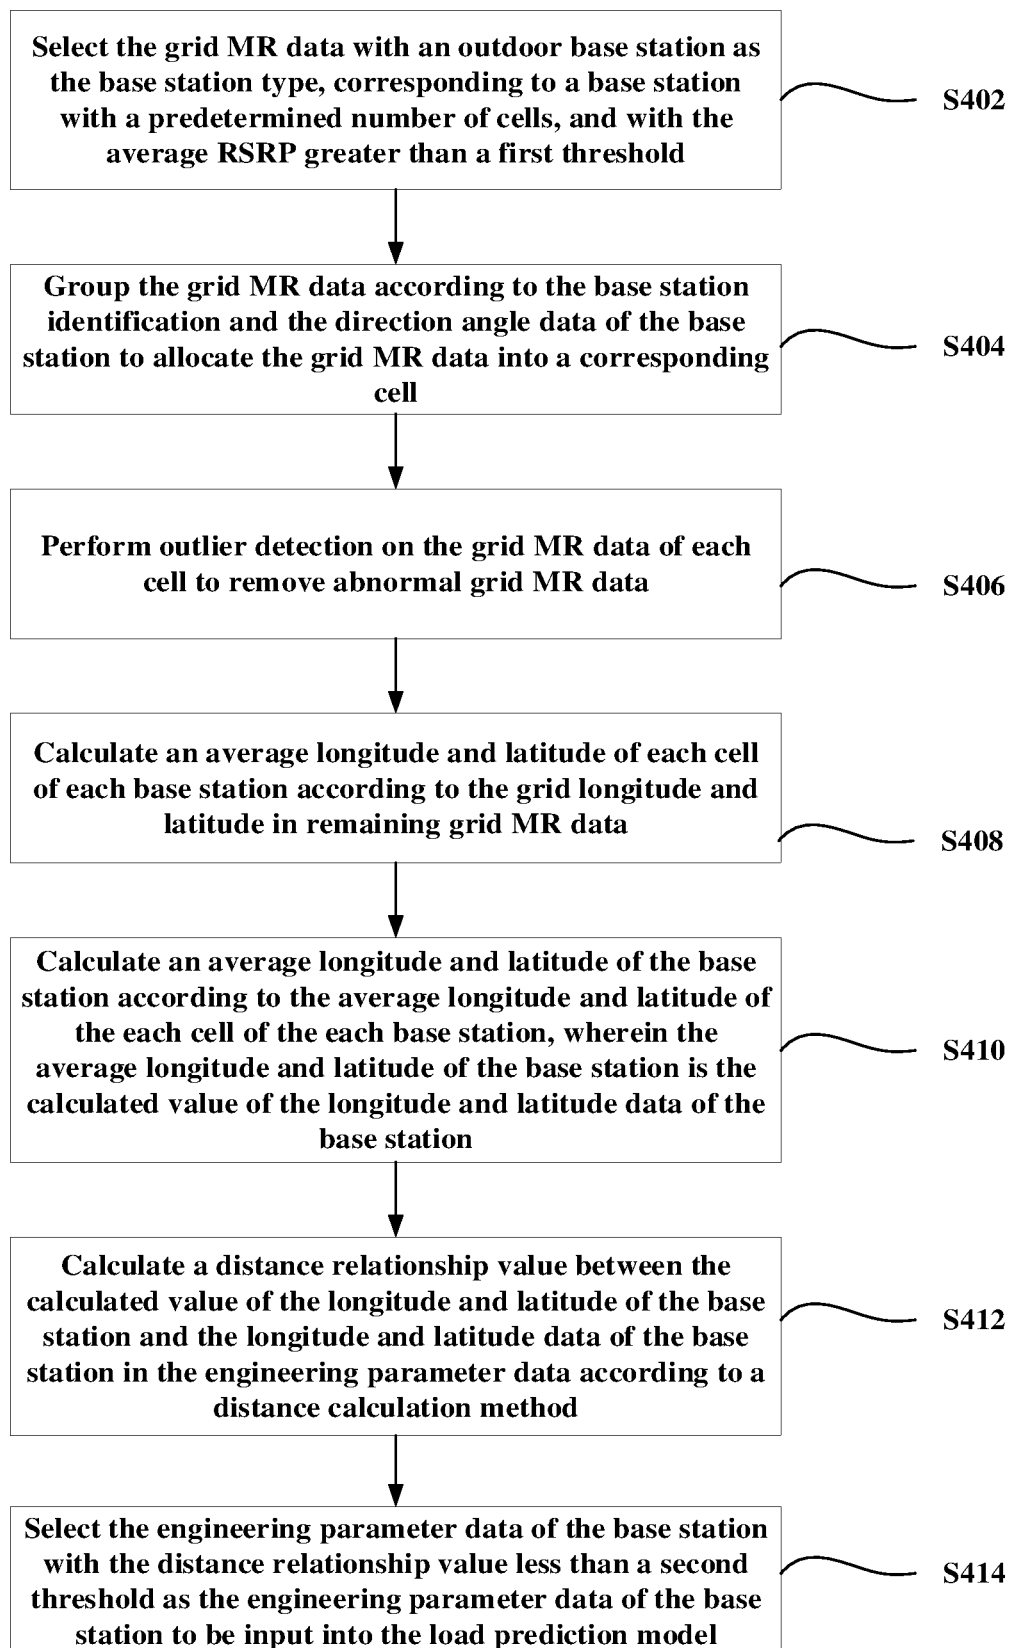 Select the grid MR data with an outdoor base station as
the base station type, corresponding to a base station
with a predetermined number of cells, and with the
average RSRP greater than a first threshold
S402
Group the grid MR data according to the base station
identification and the direction angle data of the base
station to allocate the grid MR data into a corresponding
cell
S404
Perform outlier detection on the grid MR data of each
cell to remove abnormal grid MR data
S406
Calculate an average longitude and latitude of each cell
of each base station according to the grid longitude and
latitude in remaining grid MR data
S408
Calculate an average longitude and latitude of the base
station according to the average longitude and latitude of
the each cell of the each base station, wherein the
average longitude and latitude of the base station is the
calculated value of the longitude and latitude data of the
base station
S410
Calculate a distance relationship value between the
calculated value of the longitude and latitude of the base
station and the longitude and latitude data of the base
station in the engineering parameter data according to a
distance calculation method
S412
Select the engineering parameter data of the base station
with the distance relationship value less than a second
threshold as the engineering parameter data of the base
station to be input into the load prediction model
S414